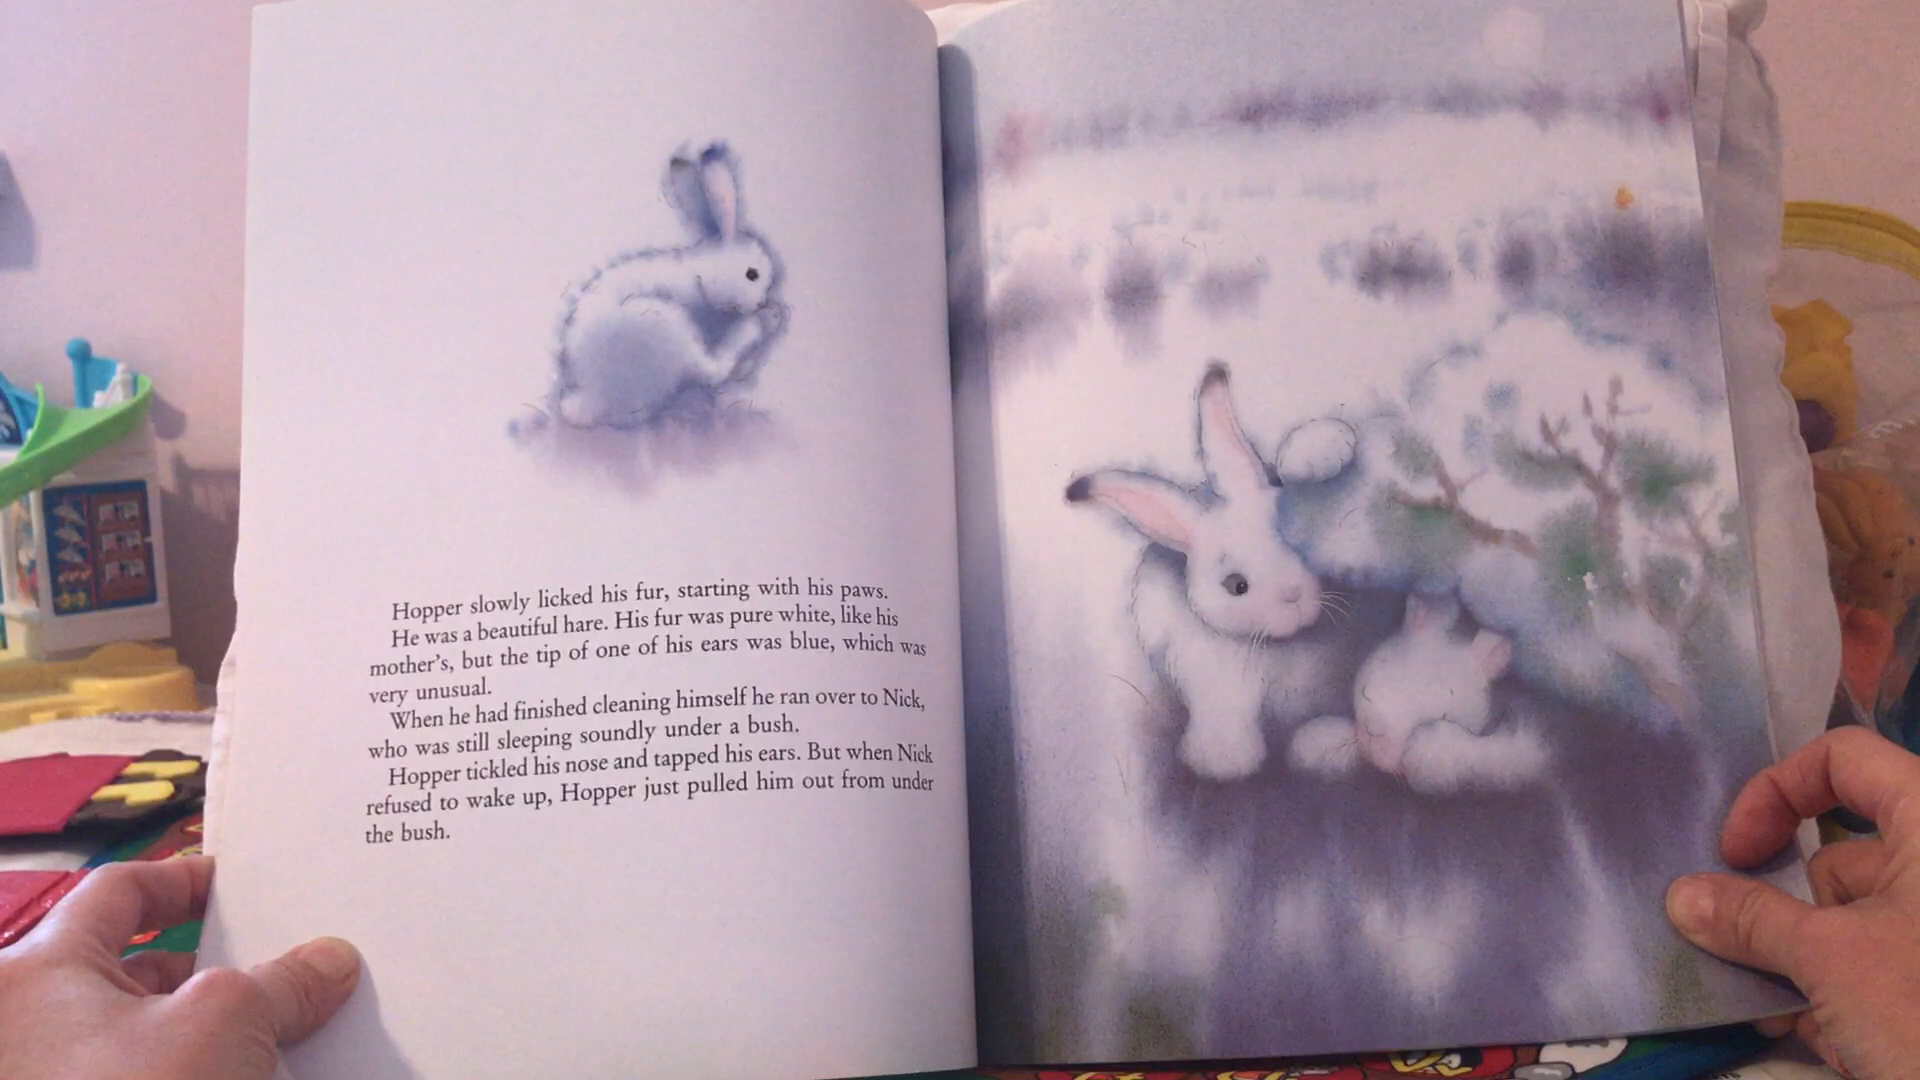 Hopper slowly licked his fur, starting with his paws.
He was a beautiful hare. His fur was pure white, like his
mother's, but the tip of one of his ears was blue, which was
very unusual.
When he had finished cleaning himself he ran over to Nick,
who was still sleeping soundly under a bush.
Hopper tickled his nose and tapped his ears. But when Nick
refused to wake up, Hopper just pulled him out from under
the bush.